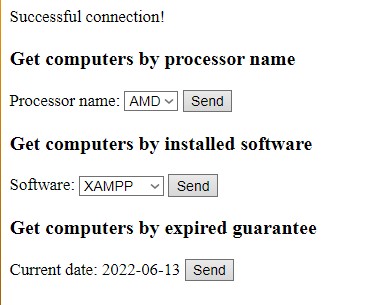 Successful connection!
Get computers by processor name
Processor name: AMD Send
Get computers by installed software
Software: XAMPP Send
Get computers by expired guarantee
Current date: 2022-06-13 Send